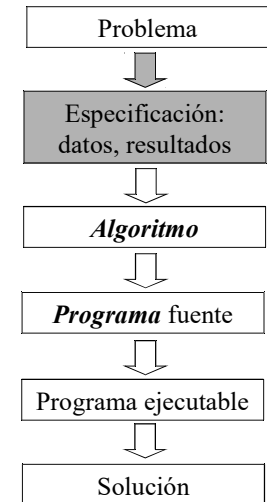 Problema
Especificación:
datos, resultados
Algoritmo
Programa fuente
Programa ejecutable
Solución